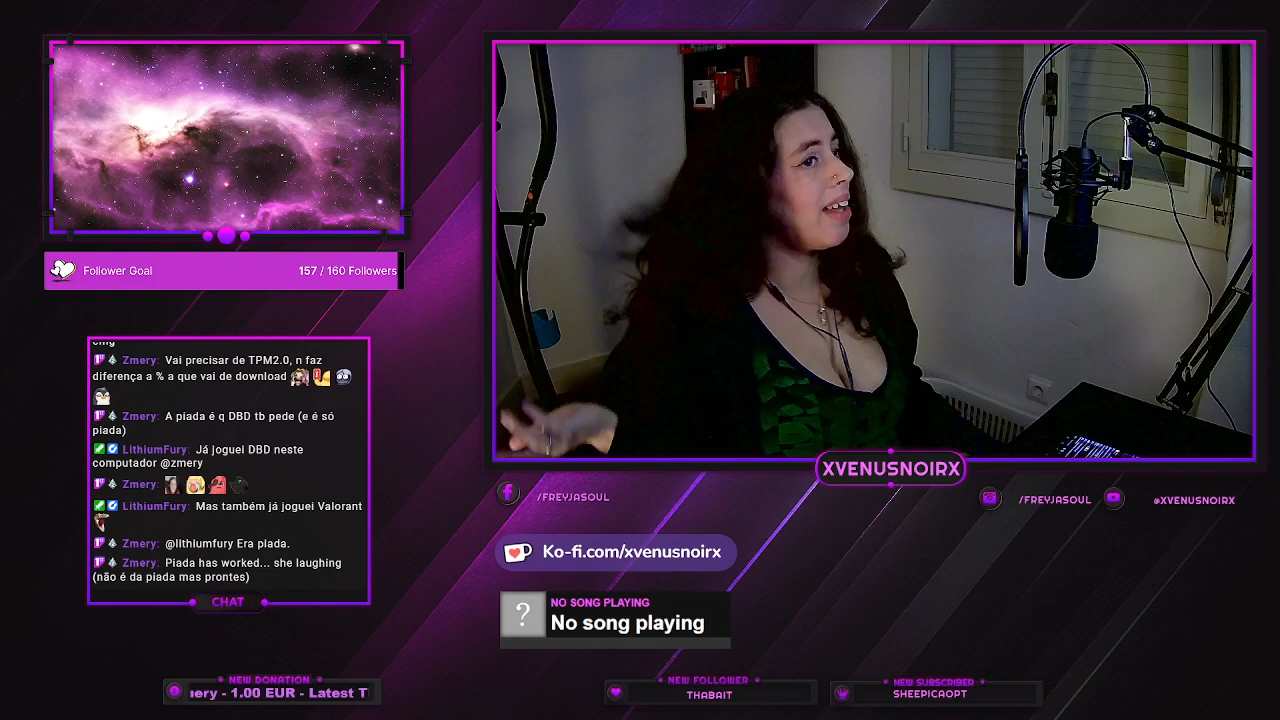 Follower Goal
157 / 160 Followers
Zmery: Vai precisar de TPM2.0, n faz
diferença a % a que vai de download
Zmery: A piada é q DBD tb pede (e é só
piada)
LithiumFury: Já joguei DBD neste
computador @zmery
Zmery:
LithiumFury: Mas também já joguei Valorant
Zmery: @lithiumfury Era piada.
Zmery: Piada has worked... she laughing
(não é da piada mas prontes)
CHAT
XVENUSNOIRX
/FREYJASOUL
/FREYJASOUL
@XVENUSNOIRX
Ko-fi.com/xvenusnoirx
?
NO SONG PLAYING
No song playing
NEW DONATION
ery - 1.00 EUR - Latest T
NEW FOLLOWER
THABAIT
NEW SUBSCRIBER
SHEEPICAOPT